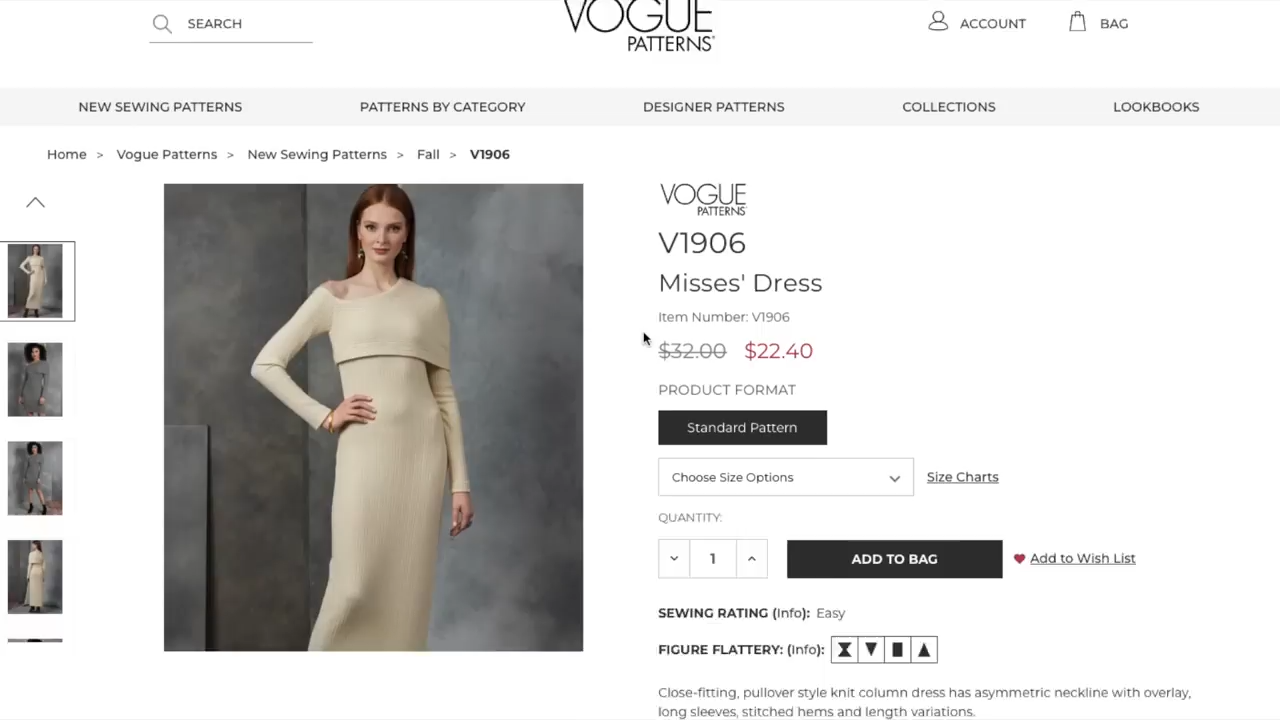 SEARCH
VOGUE
PATTERNS
ACCOUNT
BAG
NEW SEWING PATTERNS
PATTERNS BY CATEGORY
DESIGNER PATTERNS
COLLECTIONS
LOOKBOOKS
Home > Vogue Patterns > New Sewing Patterns > Fall > V1906
VOGUE
PATTERNS
V1906
Misses' Dress
Item Number: V1906
$32.00 $22.40
PRODUCT FORMAT
Standard Pattern
Choose Size Options
Size Charts
QUANTITY:
1
ADD TO BAG
Add to Wish List
SEWING RATING (Info): Easy
FIGURE FLATTERY: (Info):
Close-fitting, pullover style knit column dress has asymmetric neckline with overlay,
long sleeves, stitched hems and length variations.